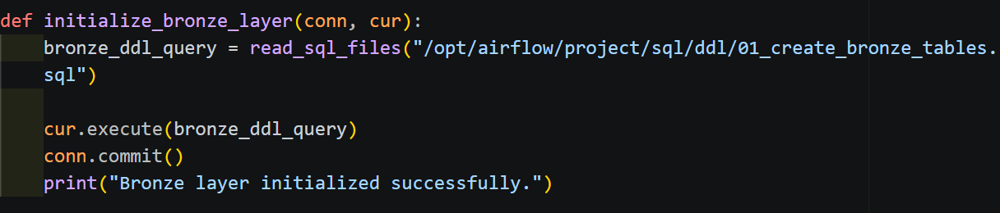 def initialize_bronze_layer(conn, cur):
    bronze_ddl_query = read_sql_files("/opt/airflow/project/sql/ddl/01_create_bronze_tables.
    sql")

    cur.execute(bronze_ddl_query)
    conn.commit()
    print("Bronze layer initialized successfully.")